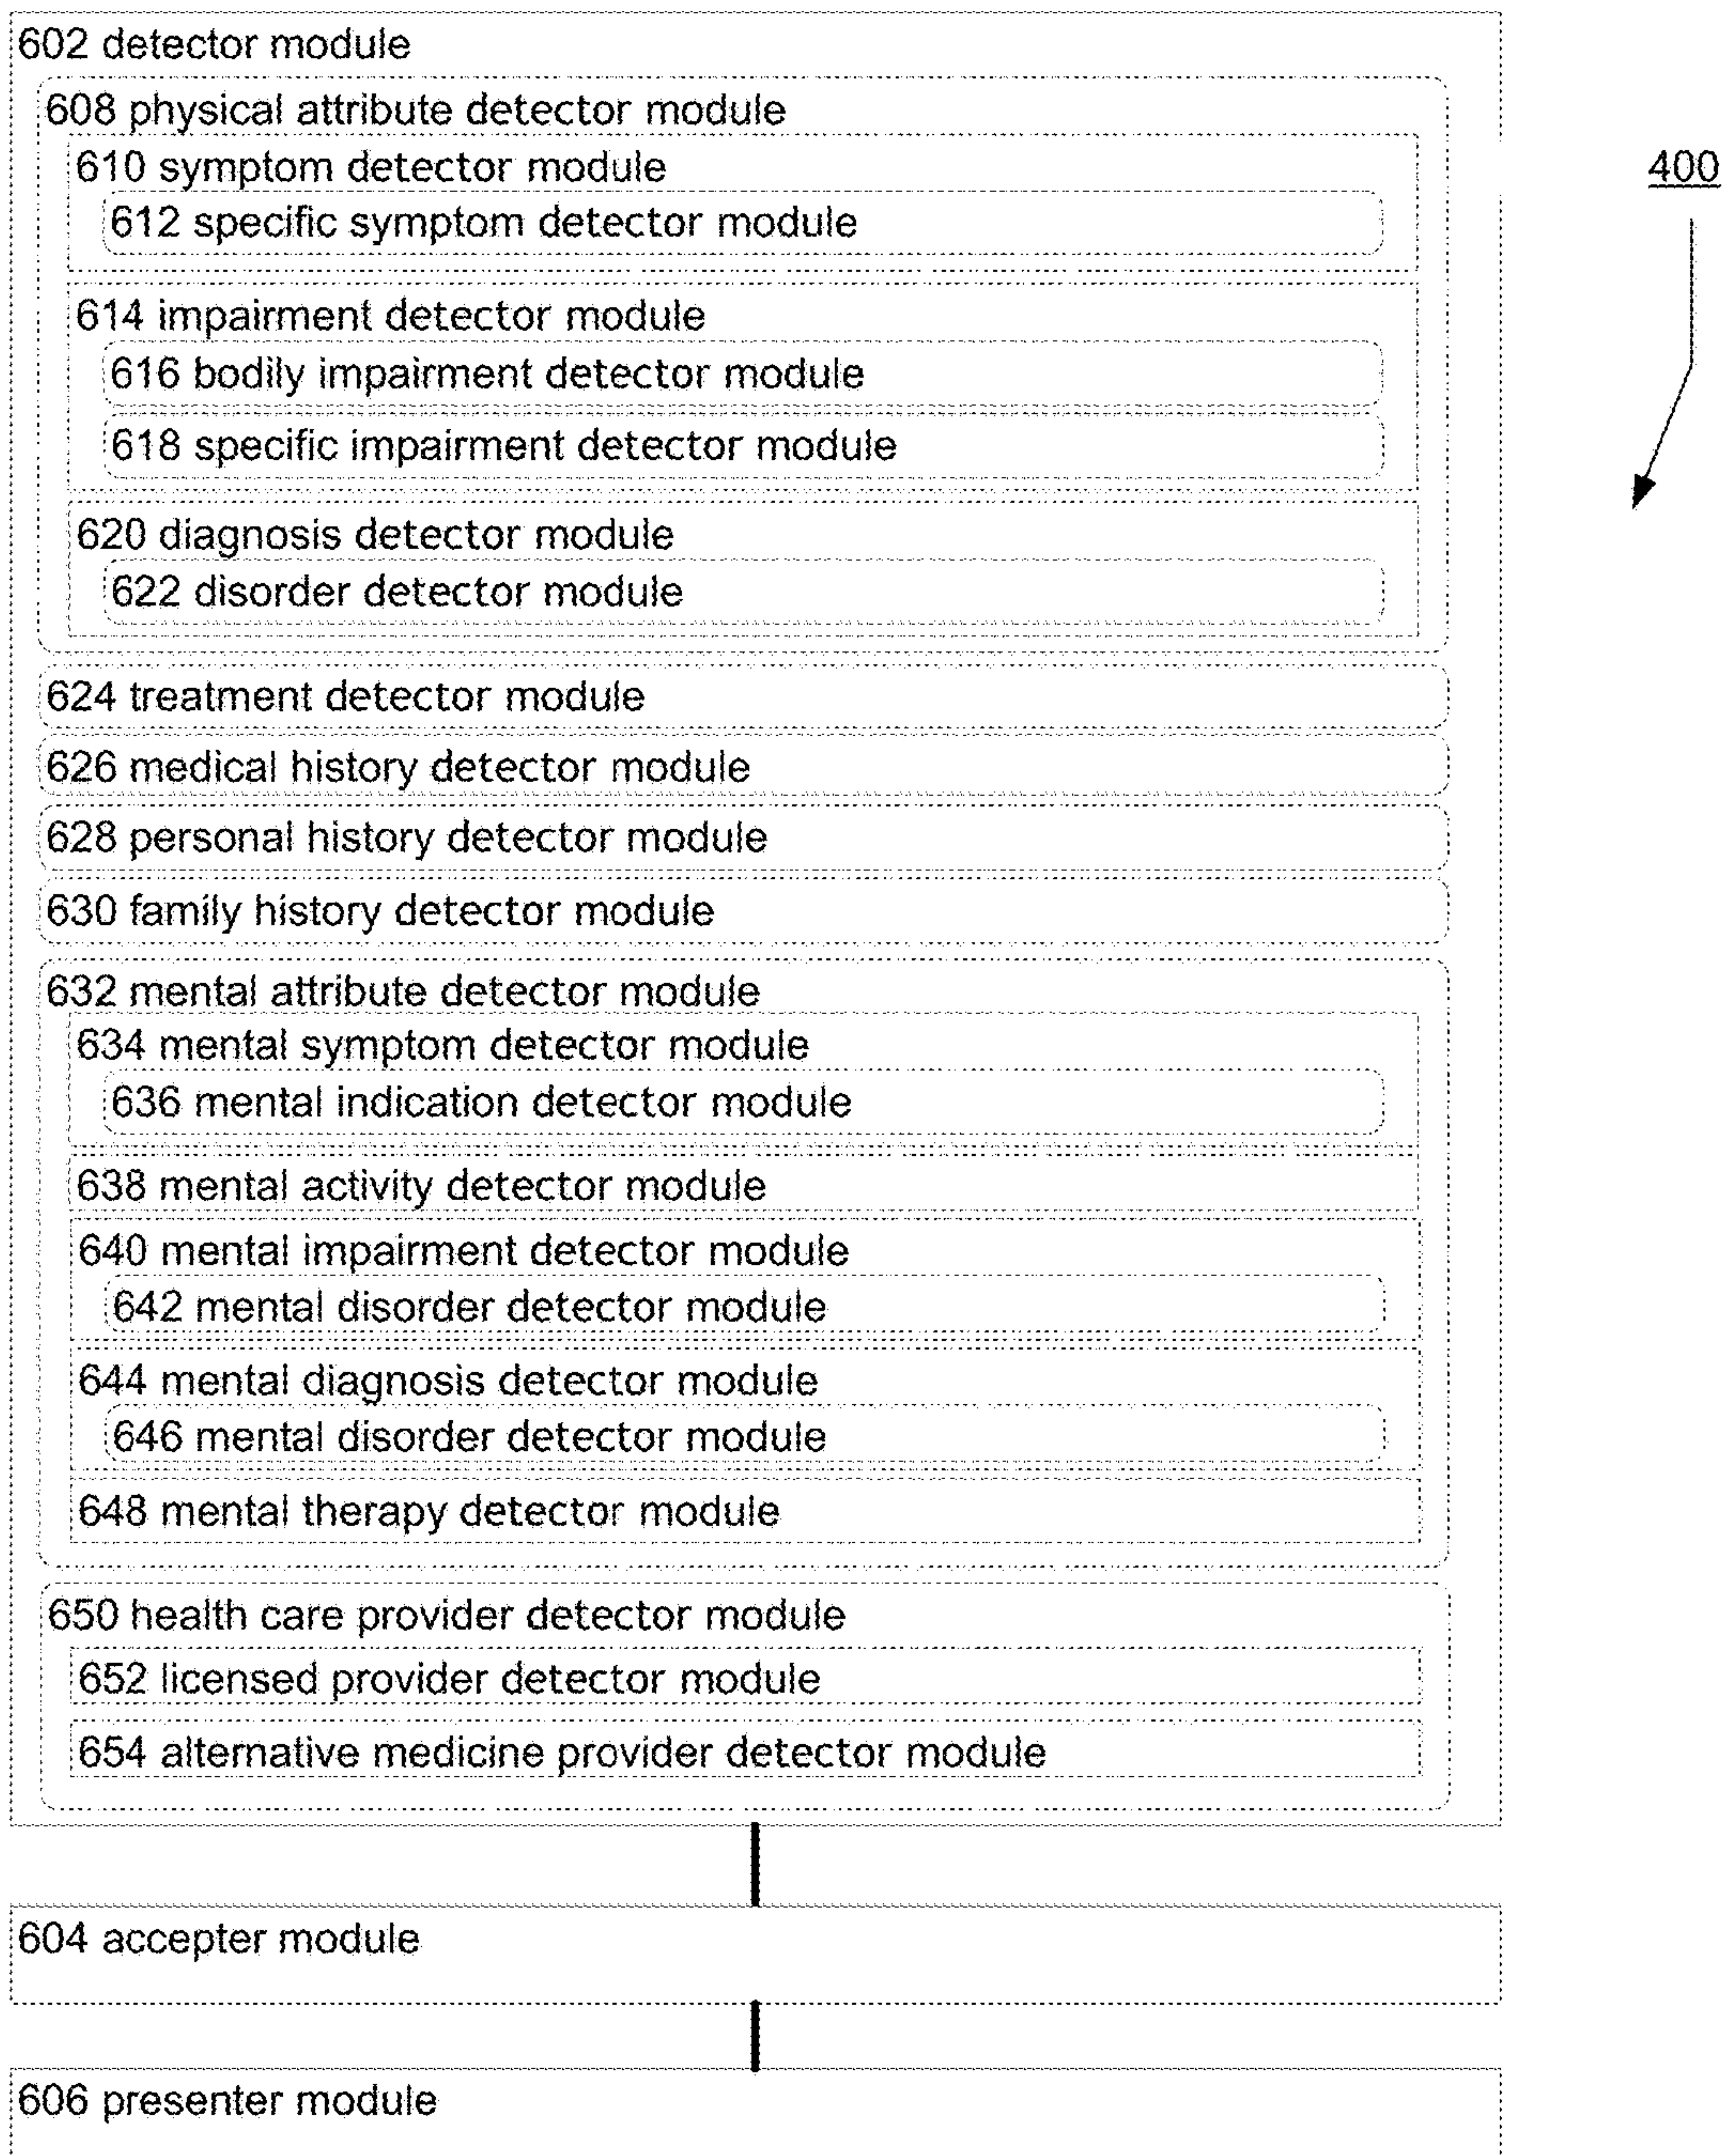 602 detector module
608 physical attribute detector module
610 symptom detector module
400
612 specific symptom detector module
614 impairment detector module
616 bodily impairment detector module
618 specific impairment detector module
620 diagnosis detector module
622 disorder detector module
624 treatment detector module
626 medical history detector module
628 personal history detector module
630 family history detector module
632 mental attribute detector module
634 mental symptom detector module
636 mental indication detector module
638 mental activity detector module
640 mental impairment detector module
642 mental disorder detector module
644 mental diagnosis detector module
646 mental disorder detector module
648 mental therapy detector module
650 health care provider detector module
652 licensed provider detector module
654 alternative medicine provider detector module
604 accepter module
606 presenter module